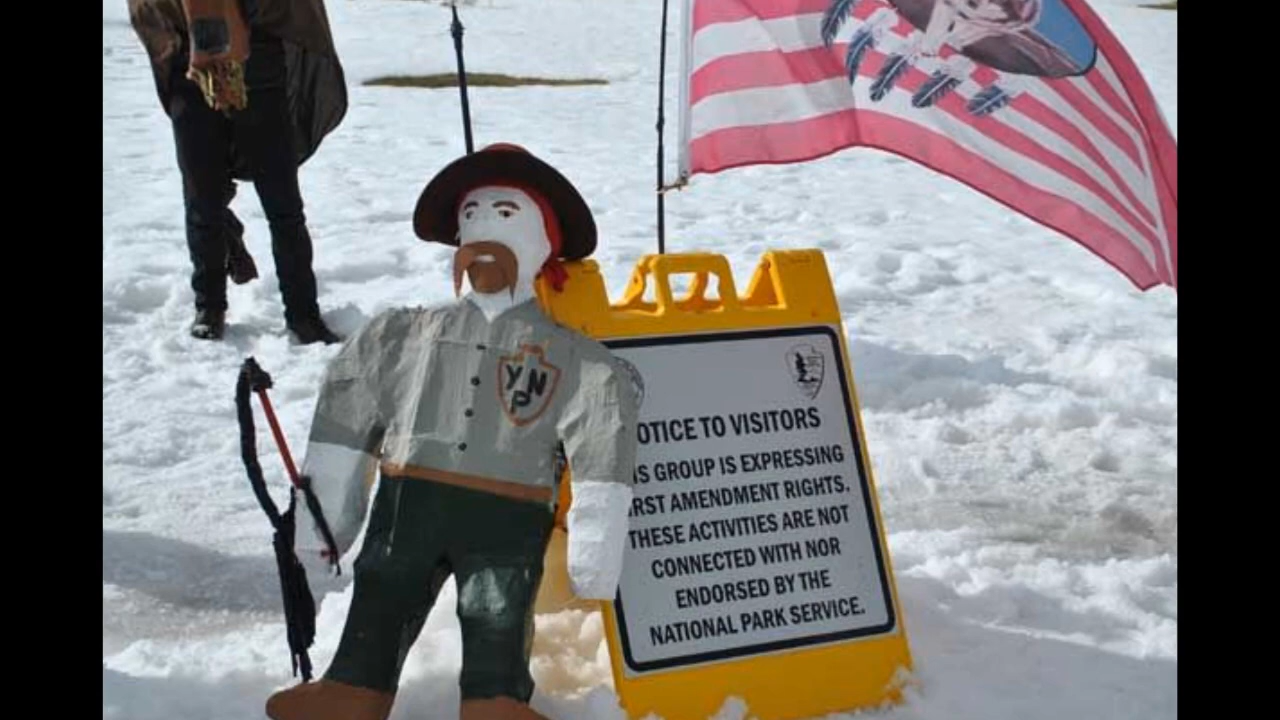 Y N
P
OTICE TO VISITORS
IS GROUP IS EXPRESSING
RST AMENDMENT RIGHTS.
THESE ACTIVITIES ARE NOT
CONNECTED WITH NOR
ENDORSED BY THE
NATIONAL PARK SERVICE.